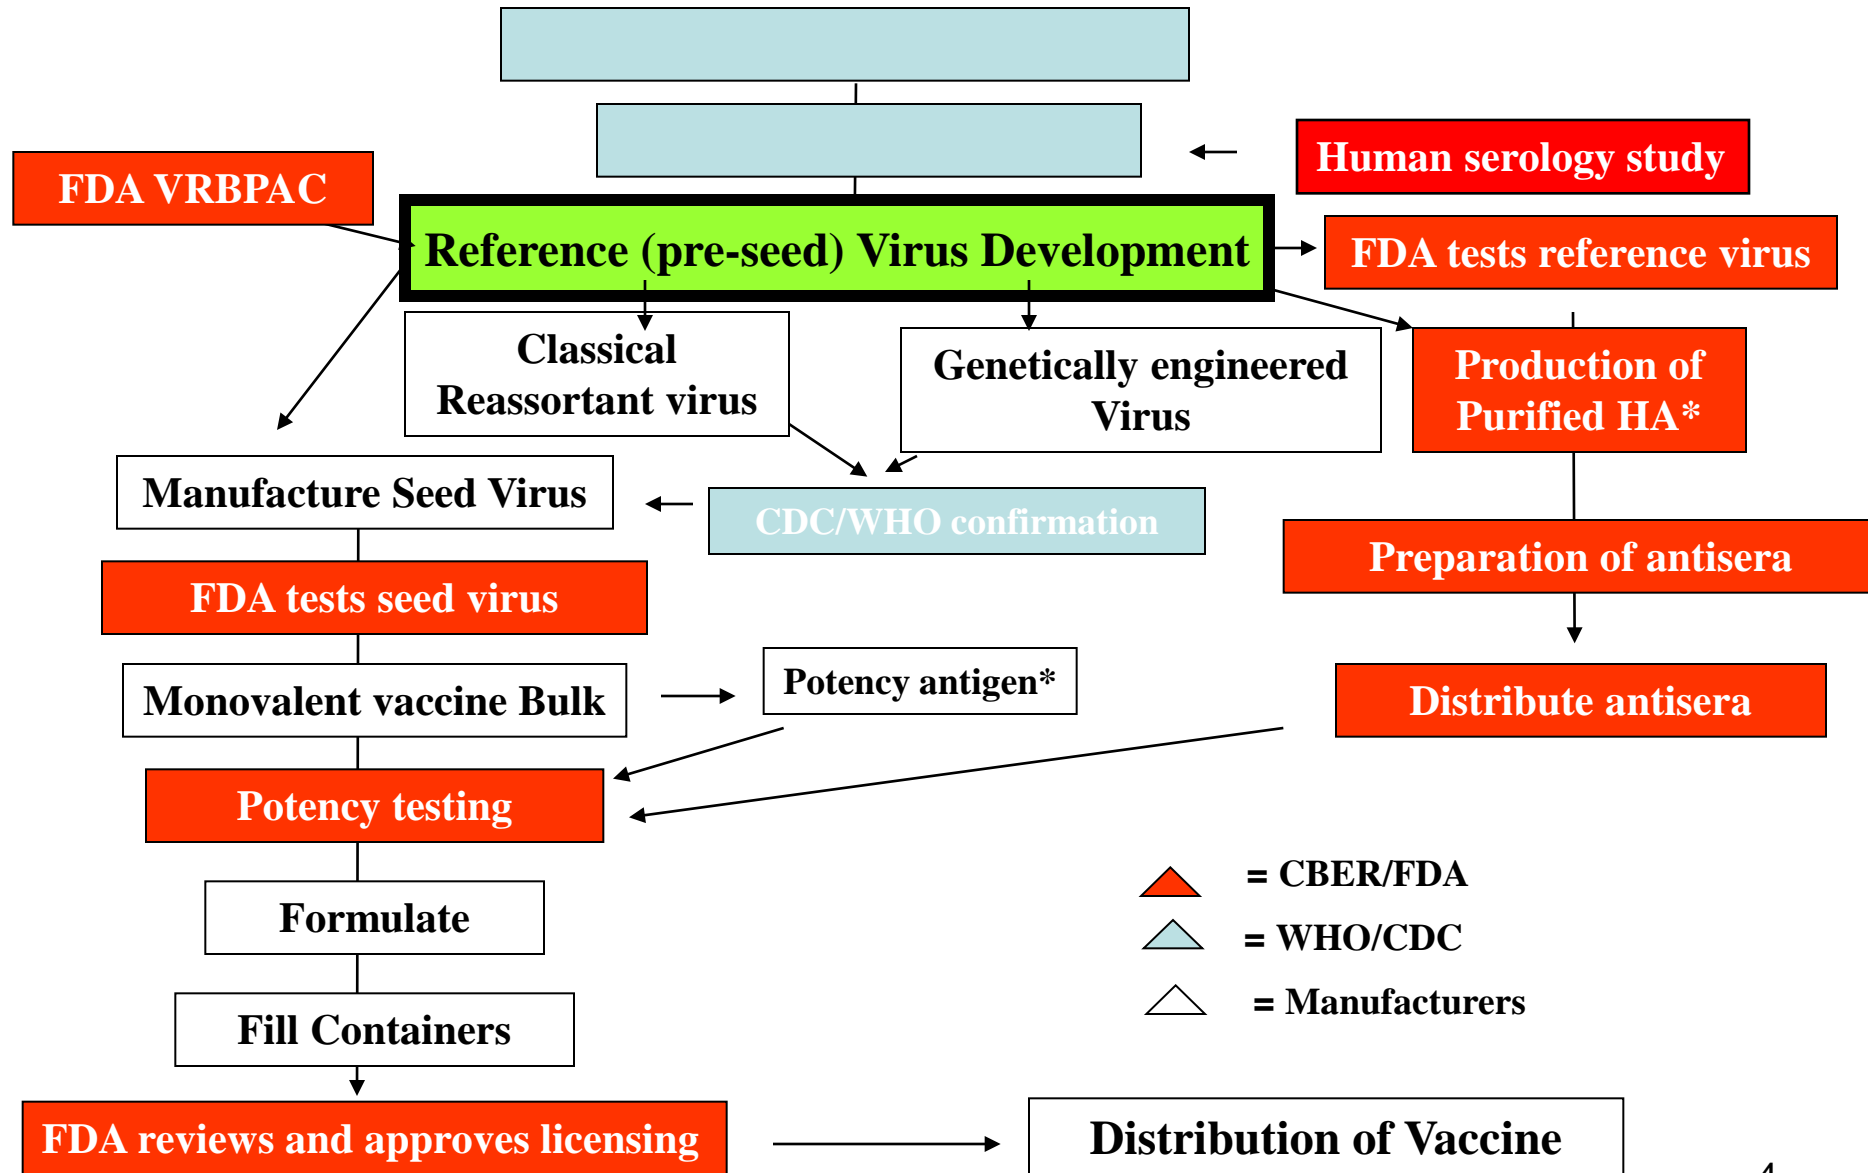 Human serology study
FDA VRBPAC
Reference (pre-seed) Virus Development
FDA tests reference virus
Classical
Reassortant virus
Genetically engineered
Virus
Production of
Purified HA*
Manufacture Seed Virus
CDC/WHO confirmation
Preparation of antisera
FDA tests seed virus
Monovalent vaccine Bulk
Potency antigen*
Distribute antisera
Potency testing
= CBER/FDA
Formulate
= WHO/CDC
= Manufacturers
Fill Containers
FDA reviews and approves licensing
Distribution of Vaccine
4